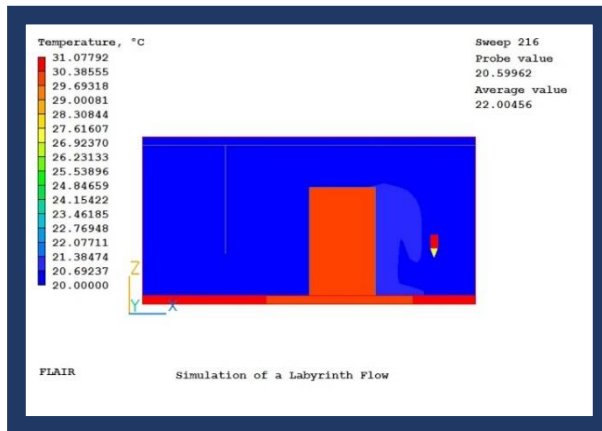 Temperature, °C
31.07792
30.38555
29.69318
29.00081
28.30844
27.61607
26.92370
26.23133
25.53896
24.84659
24.15422
23.46185
22.76948
22.07711
21.38474
20.69237
20.00000
Sweep 216
Probe value
20.59962
Average value
22.00456
Z
Y X
FLAIR
Simulation of a Labyrinth Flow